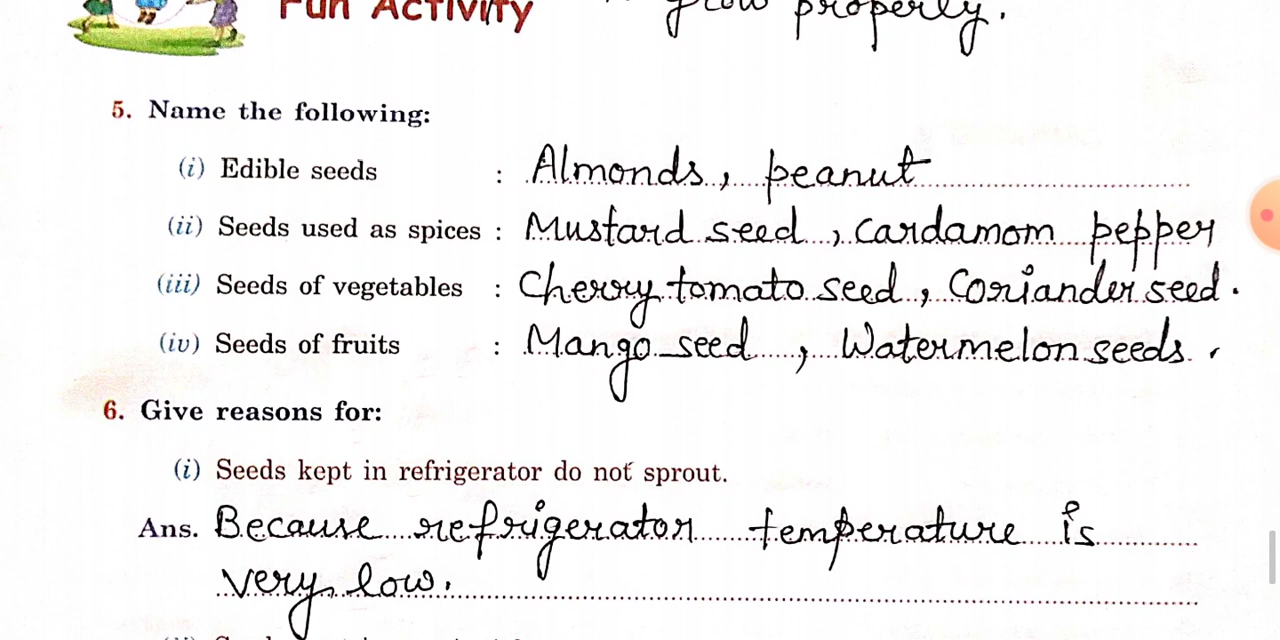 Fun Activity grow properly.
5. Name the following:
(i) Edible seeds : Almonds, peanut
(ii) Seeds used as spices : Mustard seed, cardamom pepper
(iii) Seeds of vegetables : Cherry tomato seed, Coriander seed.
(iv) Seeds of fruits : Mango seed, Watermelon seeds.
6. Give reasons for:
(i) Seeds kept in refrigerator do not sprout.
Ans. Because refrigerator temperature is
very low.